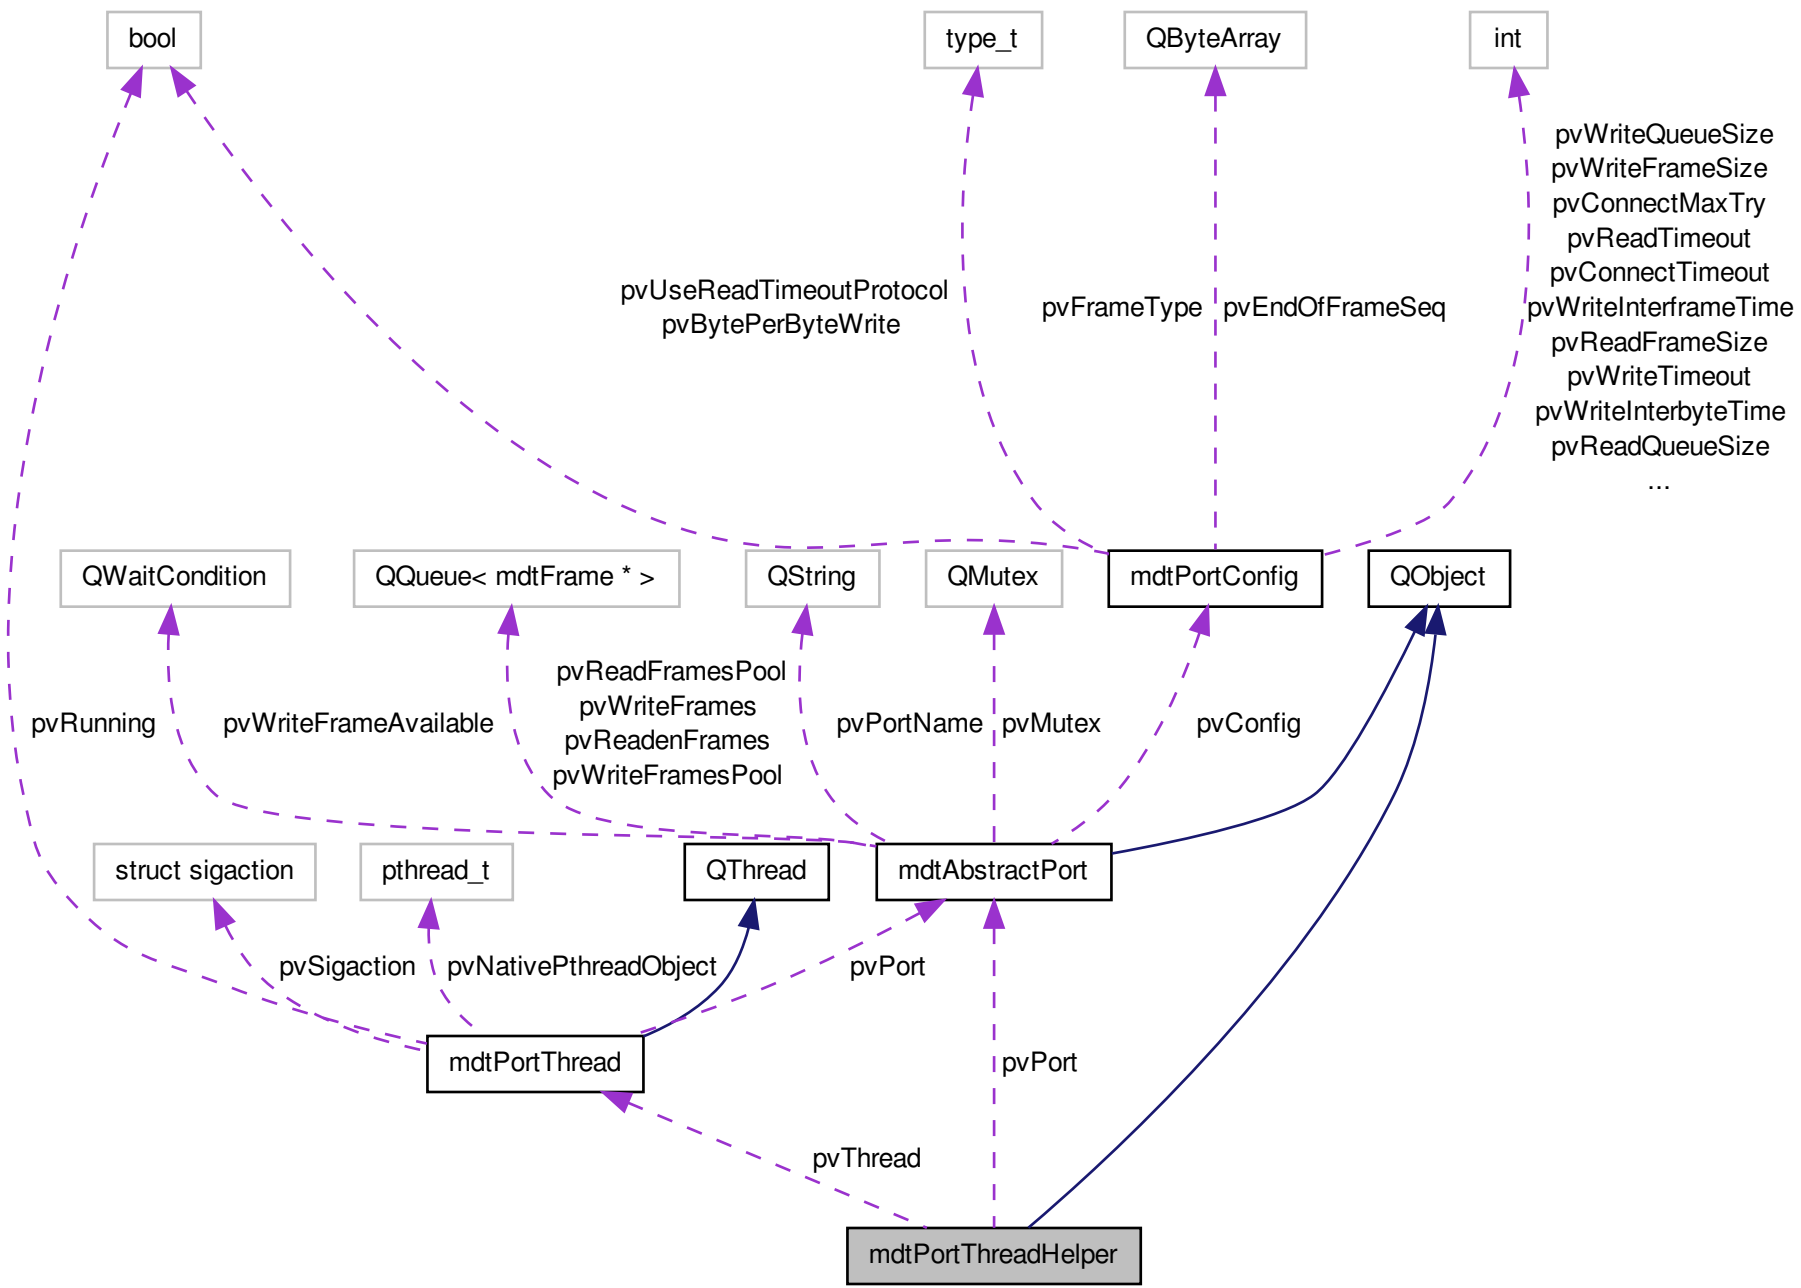 bool
type_t
QByteArray
int
pvWriteQueueSize
pvWriteFrameSize
pvConnectMaxTry
pvReadTimeout
pvConnectTimeout
pvWriteInterframeTime
pvReadFrameSize
pvWriteTimeout
pvWriteInterbyteTime
pvReadQueueSize
...
pvUseReadTimeoutProtocol
pvBytePerByteWrite
pvFrameType
pvEndOfFrameSeq
QWaitCondition
QQueue< mdtFrame * >
QString
QMutex
mdtPortConfig
QObject
pvRunning
pvWriteFrameAvailable
pvReadFramesPool
pvWriteFrames
pvReadenFrames
pvWriteFramesPool
pvPortName
pvMutex
pvConfig
struct sigaction
pthread_t
QThread
mdtAbstractPort
pvSigaction
pvNativePthreadObject
pvPort
mdtPortThread
pvPort
pvThread
mdtPortThreadHelper